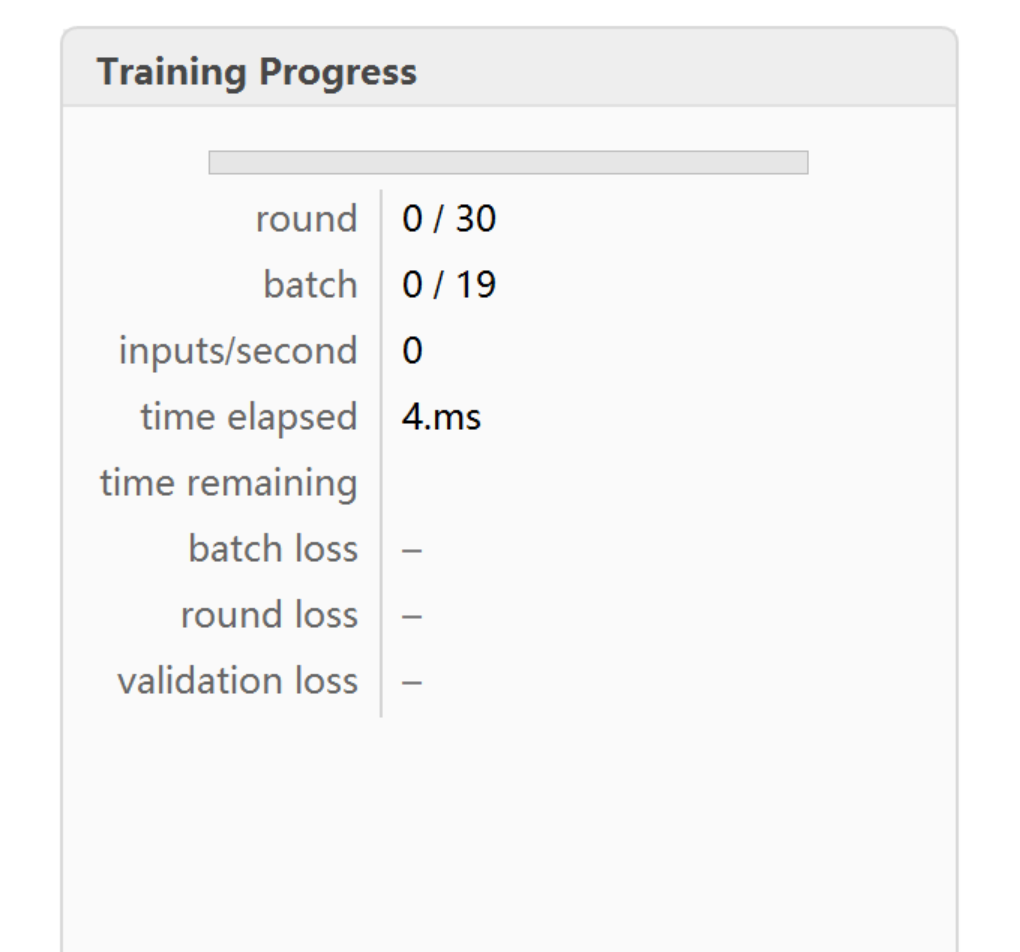 Training Progress
round 0 / 30
batch 0 / 19
inputs/second 0
time elapsed 4.ms
time remaining
batch loss –
round loss –
validation loss –